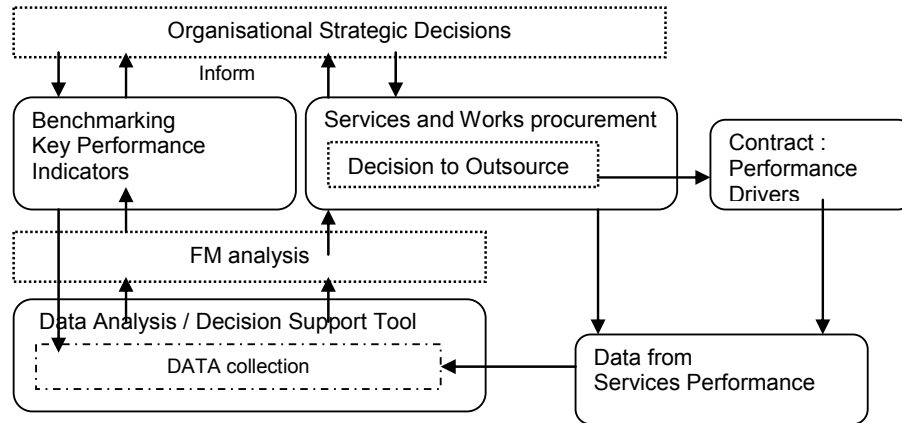 Organisational Strategic Decisions
Inform
Benchmarking
Key Performance
Indicators
Services and Works procurement
Decision to Outsource
Contract :
Performance
Drivers
FM analysis
Data Analysis / Decision Support Tool
DATA collection
Data from
Services Performance